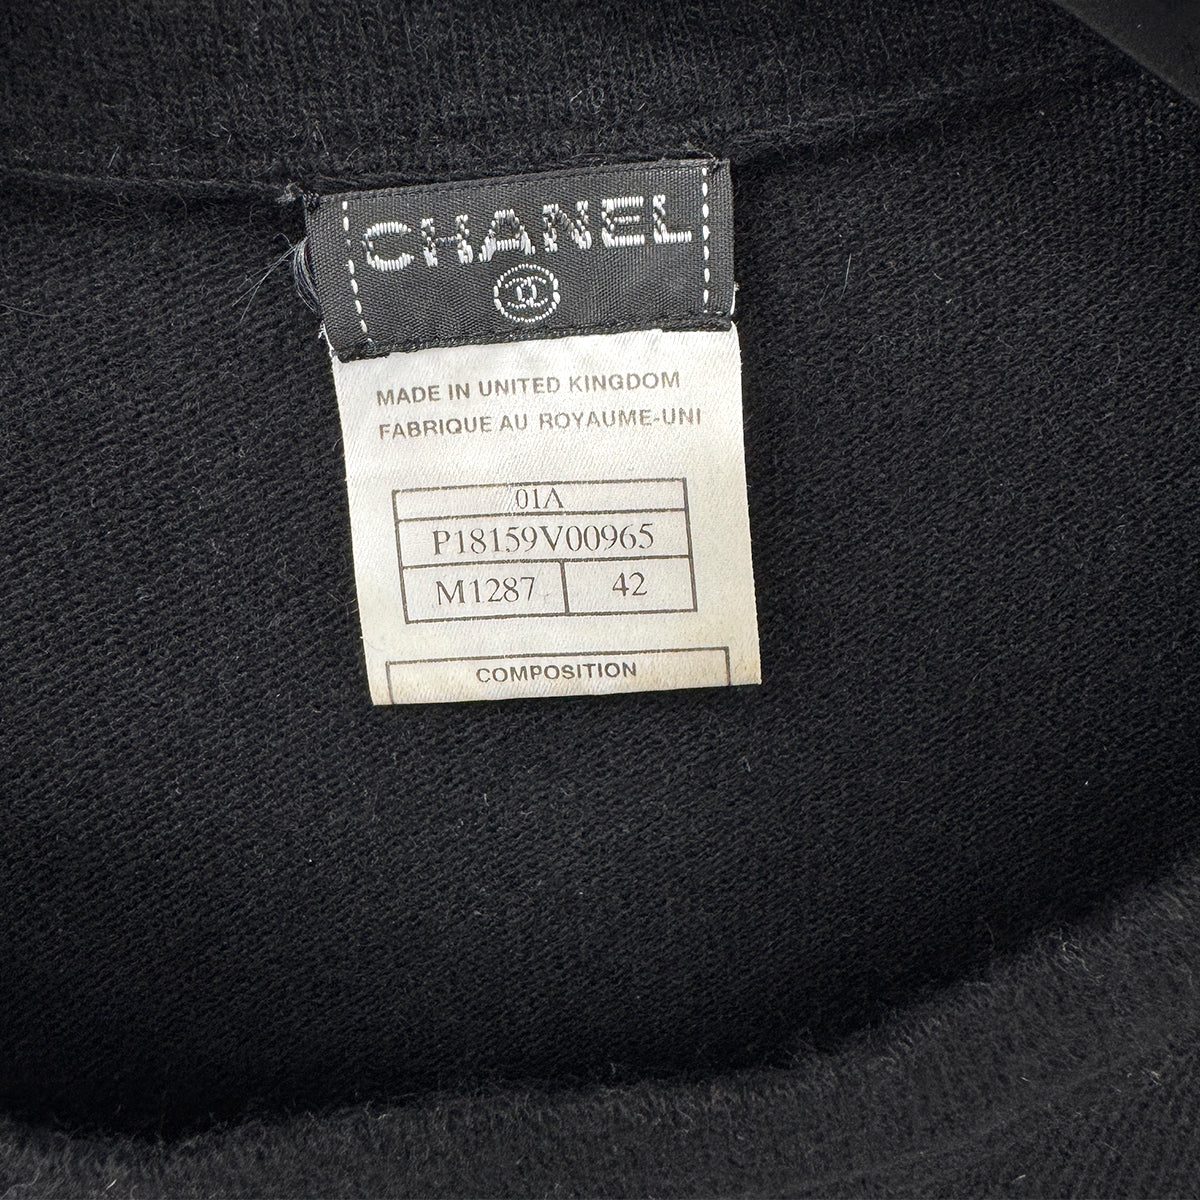 CHANEL
MADE IN UNITED KINGDOM
FABRIQUE AU ROYAUME-UNI
01A
P18159V00965
M1287 42
COMPOSITION